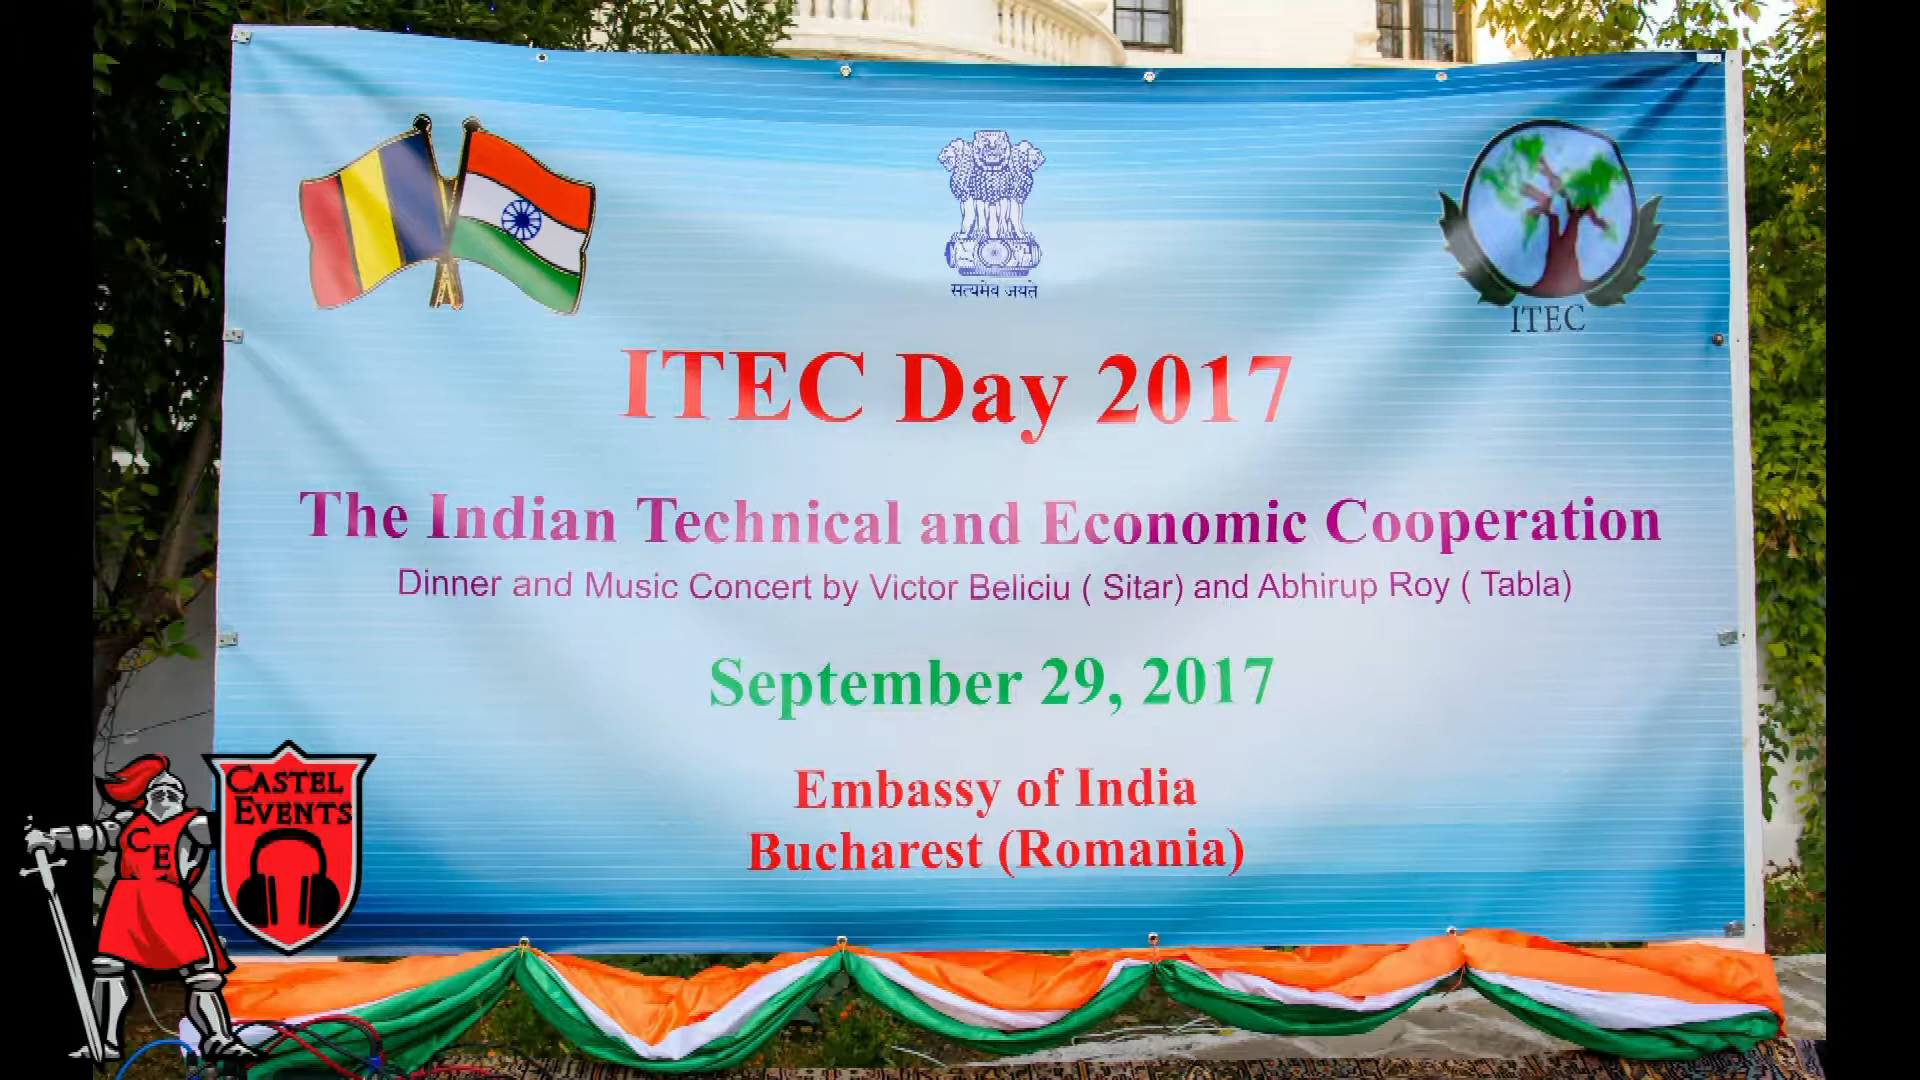 सत्यमेव जयते
ITEC
ITEC Day 2017
The Indian Technical and Economic Cooperation
Dinner and Music Concert by Victor Beliciu ( Sitar) and Abhirup Roy ( Tabla)
September 29, 2017
Embassy of India
Bucharest (Romania)
CASTEL
EVENTS
CE